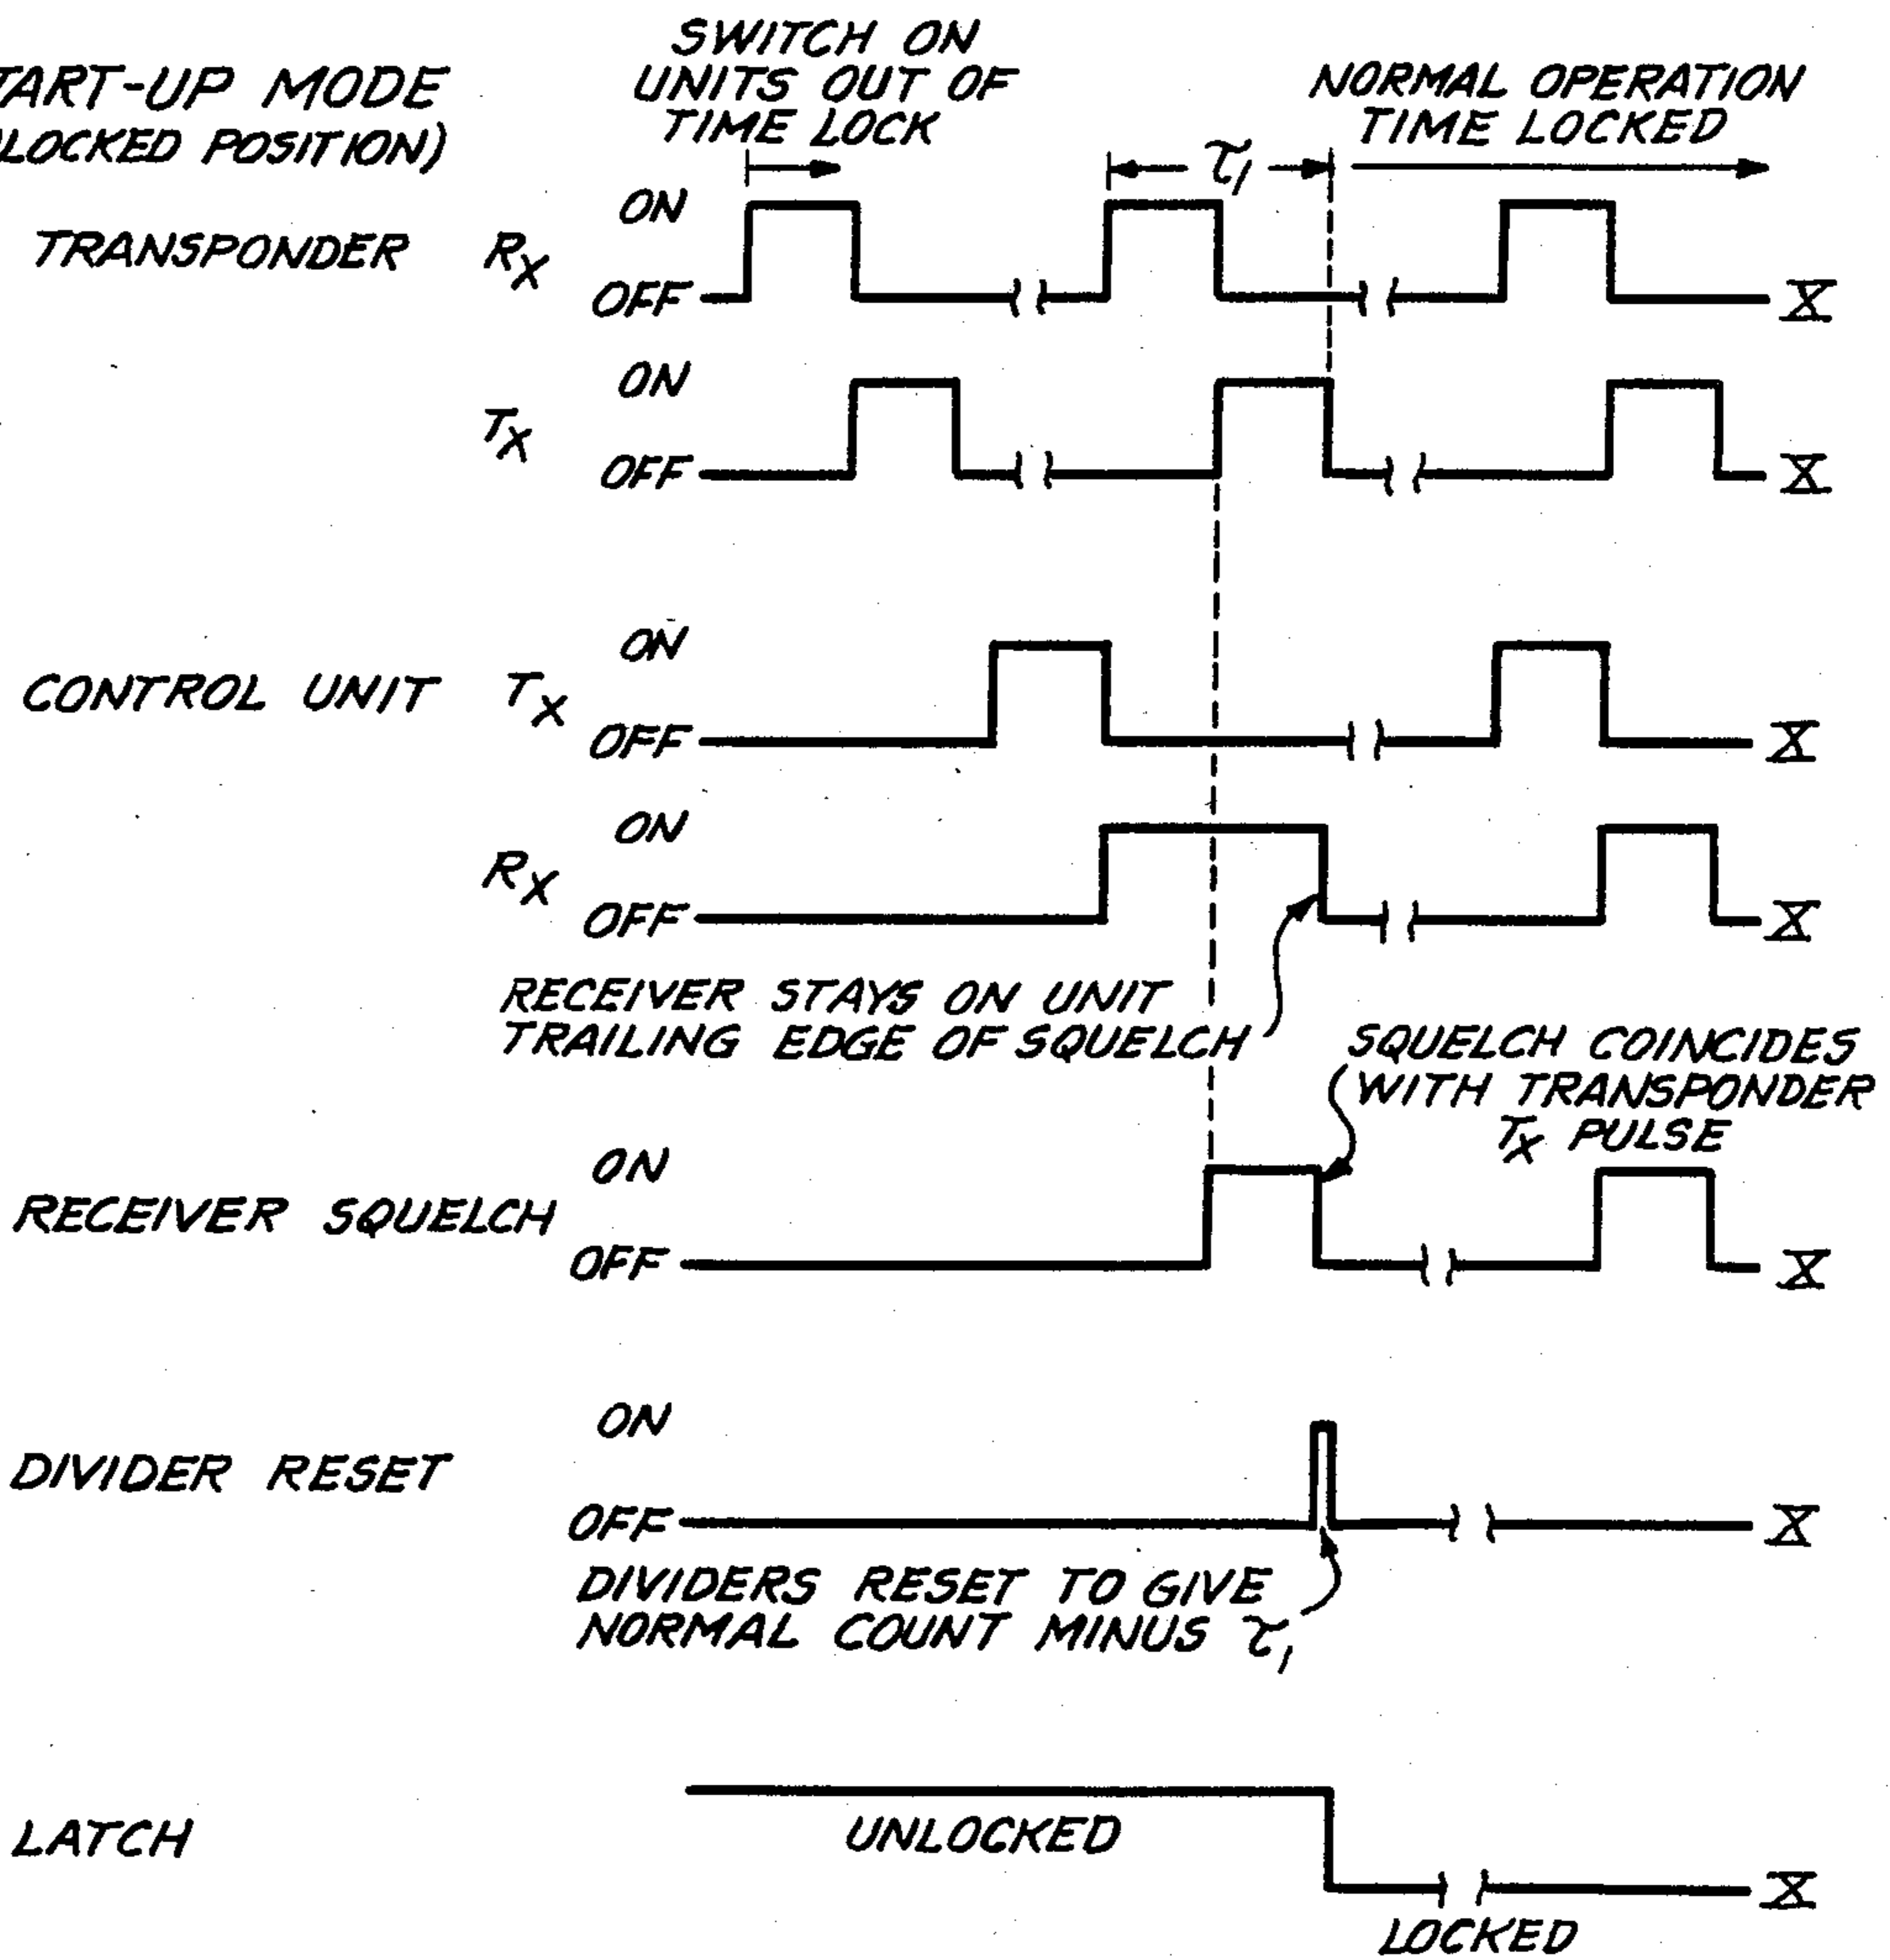 SWITCH ON
UNITS OUT OF
TIME LOCK
TART-UP MODE
LOCKED POSITION)
NORMAL OPERATION
TIME LOCKED
τ1
TRANSPONDER
RX
ON
OFF
X
TX
ON
OFF
X
CONTROL UNIT
TX
ON
OFF
X
RX
ON
OFF
X
RECEIVER STAYS ON UNIT
TRAILING EDGE OF SQUELCH
SQUELCH COINCIDES
WITH TRANSPONDER
TX PULSE
RECEIVER SQUELCH
ON
OFF
X
DIVIDER RESET
ON
OFF
X
DIVIDERS RESET TO GIVE
NORMAL COUNT MINUS τ1
LATCH
UNLOCKED
X
LOCKED